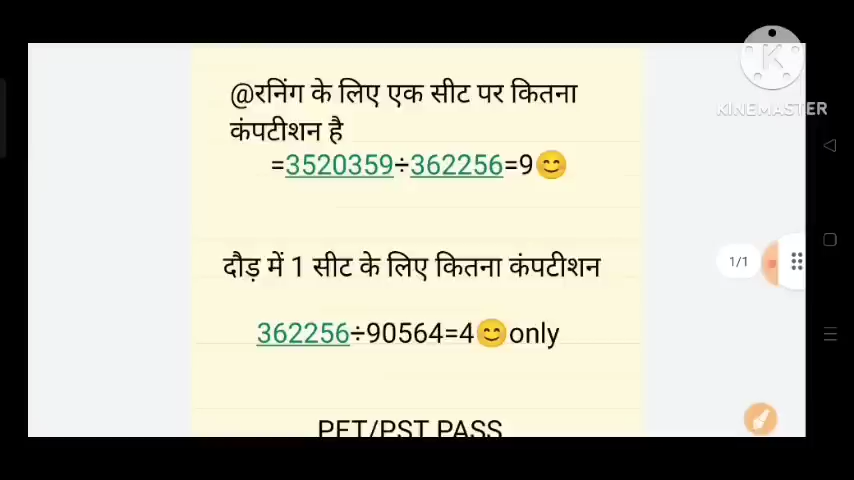 @रनिंग के लिए एक सीट पर कितना
कंपटीशन है
=3520359÷362256=9😊
दौड़ में 1 सीट के लिए कितना कंपटीशन
362256÷90564=4😊only
PET/PST PASS
1/1
K
KINEMASTER